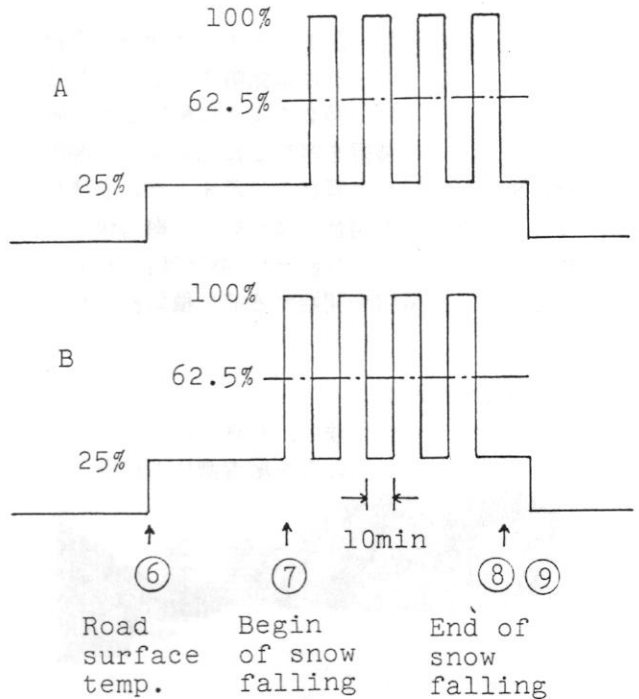 100%
A
62.5%
25%
100%
B
62.5%
25%
10min
⑥ ⑦ ⑧ ⑨
Road surface temp.
Begin of snow falling
End of snow falling